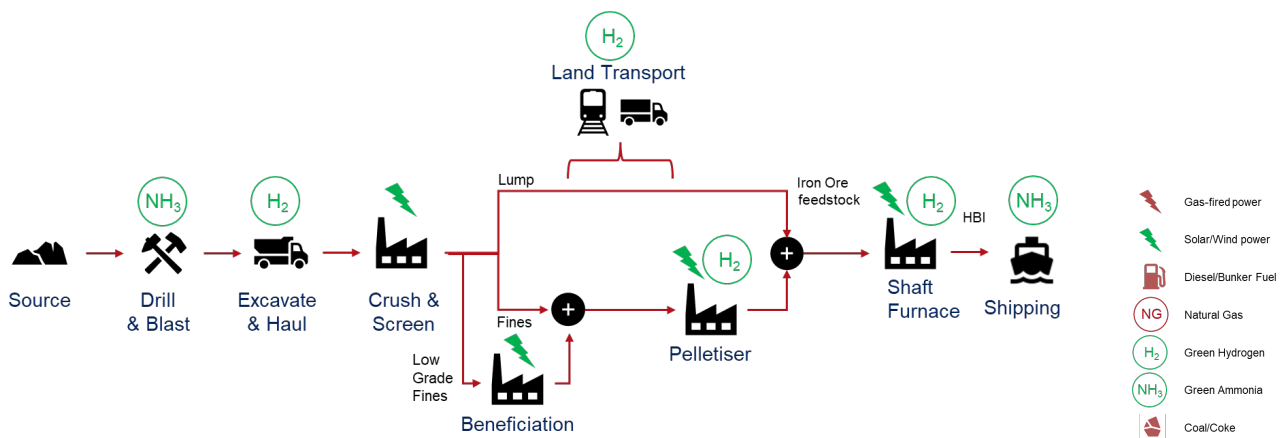 H₂
Land Transport
NH₃
H₂
Lump
Iron Ore
feedstock
H₂
HBI
NH₃
Gas-fired power
Solar/Wind power
H₂
Source
Drill
& Blast
Excavate
& Haul
Crush &
Screen
+
+
Shaft
Furnace
Shipping
Diesel/Bunker Fuel
Fines
Pelletiser
NG
Natural Gas
Low
Grade
Fines
H₂
Green Hydrogen
NH₃
Green Ammonia
Beneficiation
Coal/Coke